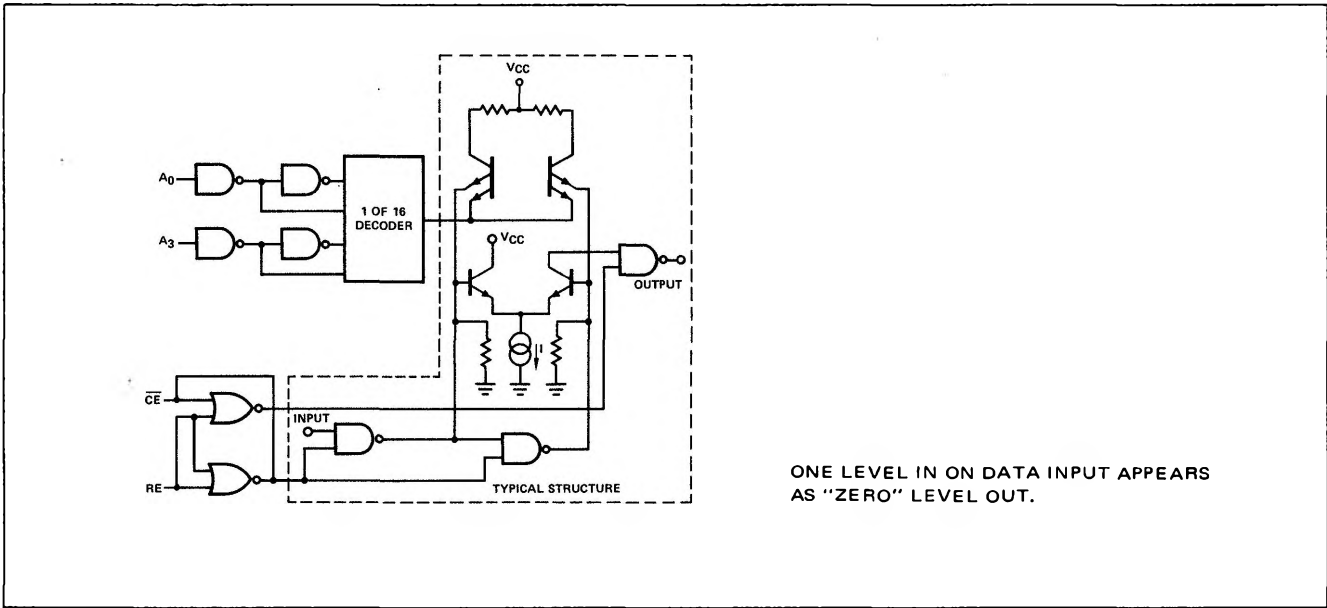 VCC
A0
1 OF 16
DECODER
A3
VCC
OUTPUT
I
CE
INPUT
RE
TYPICAL STRUCTURE
ONE LEVEL IN ON DATA INPUT APPEARS
AS "ZERO" LEVEL OUT.